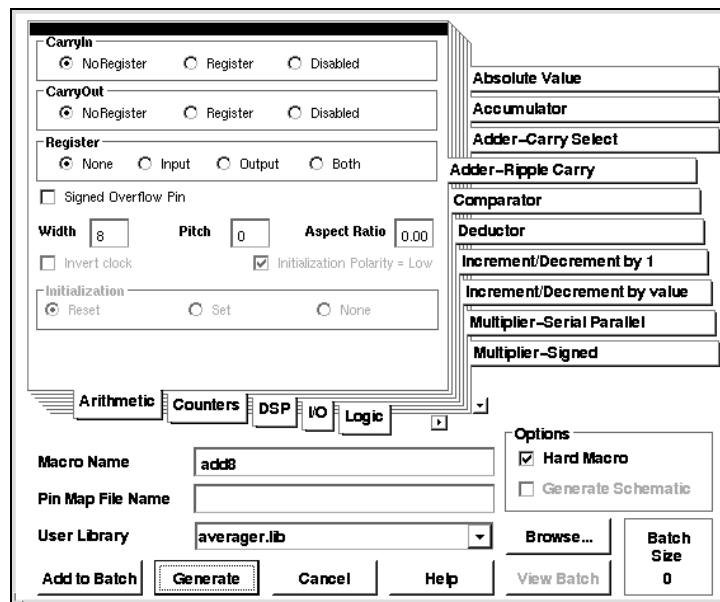 CarryIn
NoRegister Register Disabled
CarryOut
NoRegister Register Disabled
Register
None Input Output Both
Signed Overflow Pin
Width 8 Pitch 0 Aspect Ratio 0.00
Invert clock Initialization Polarity = Low
Initialization
Reset Set None
Absolute Value
Accumulator
Adder-Carry Select
Adder-Ripple Carry
Comparator
Deductor
Increment/Decrement by 1
Increment/Decrement by value
Multiplier-Serial Parallel
Multiplier-Signed
Arithmetic Counters DSP I/O Logic
Macro Name add8
Pin Map File Name
User Library averager.lib
Options
Hard Macro
Generate Schematic
Browse...
Batch Size
0
Add to Batch Generate Cancel Help View Batch